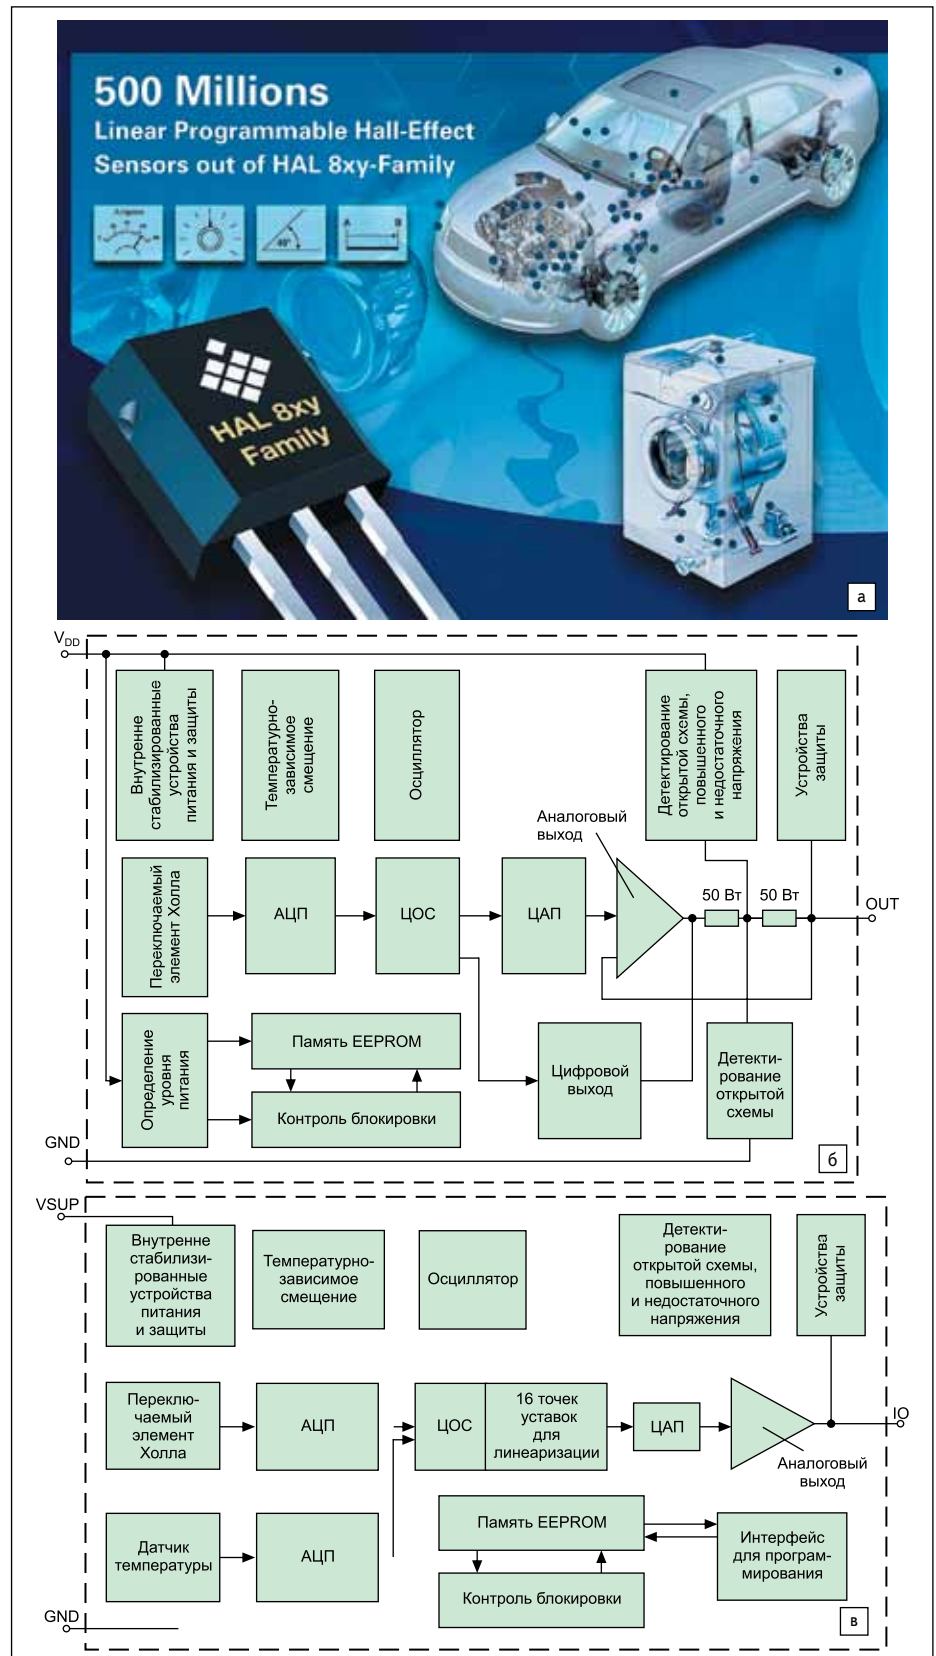 500 Millions
Linear Programmable Hall-Effect
Sensors out of HAL 8xy-Family
A
B
40°
HAL 8xy
Family
а
V_DD
Внутренне
стабилизированные
устройства
питания и защиты
Температурно-
зависимое
смещение
Осциллятор
Детектирование
открытой схемы,
повышенного
и недостаточного
напряжения
Устройства
защиты
Аналоговый
выход
Переключаемый
элемент Холла
АЦП
ЦОС
ЦАП
50 Вт
50 Вт
OUT
Определение
уровня
питания
Память EEPROM
Контроль блокировки
Цифровой
выход
Детекти-
рование
открытой
схемы
GND
б
VSUP
Внутренне
стабилизи-
рованные
устройства
питания
и защиты
Температурно-
зависимое
смещение
Осциллятор
Детекти-
рование
открытой схемы,
повышенного
и недостаточного
напряжения
Устройства
защиты
Переклю-
чаемый
элемент
Холла
АЦП
ЦОС
16 точек
уставок
для
линеаризации
ЦАП
IO
Аналоговый
выход
Датчик
температуры
АЦП
Память EEPROM
Контроль блокировки
Интерфейс
для програм-
мирования
GND
в